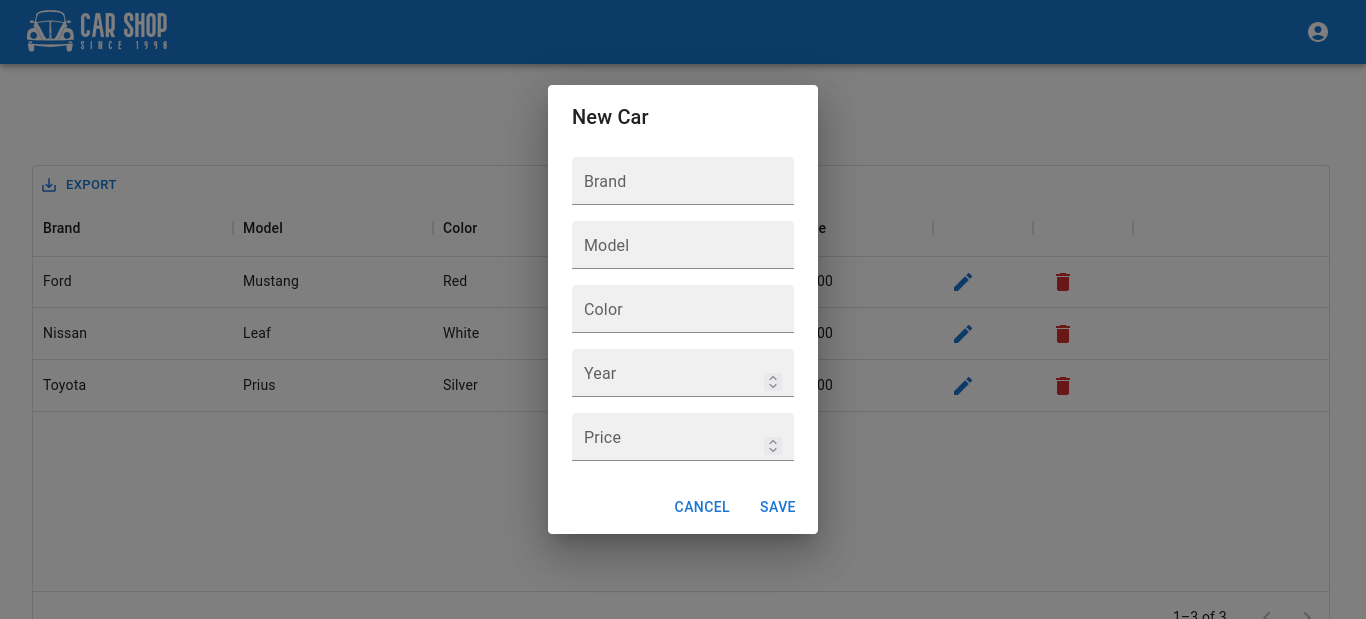 CAR SHOP
SINCE 1998
New Car
Brand
Model
Color
Year
Price
CANCEL SAVE
EXPORT
Brand Model Color e
Ford Mustang Red 00
Nissan Leaf White 00
Toyota Prius Silver 00
1–3 of 3